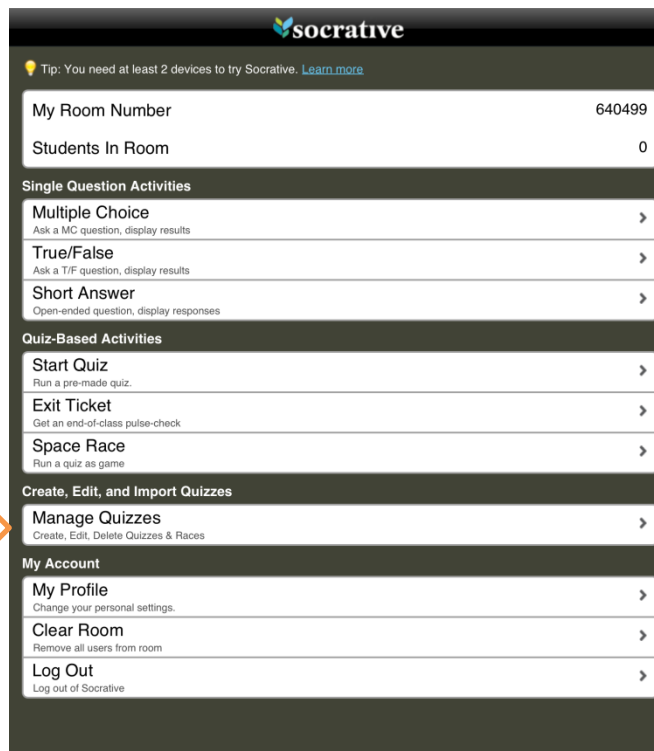 socrative
Tip: You need at least 2 devices to try Socrative. Learn more
My Room Number 640499
Students In Room 0
Single Question Activities
Multiple Choice
Ask a MC question, display results
True/False
Ask a T/F question, display results
Short Answer
Open-ended question, display responses
Quiz-Based Activities
Start Quiz
Run a pre-made quiz.
Exit Ticket
Get an end-of-class pulse-check
Space Race
Run a quiz as game
Create, Edit, and Import Quizzes
Manage Quizzes
Create, Edit, Delete Quizzes & Races
My Account
My Profile
Change your personal settings.
Clear Room
Remove all users from room
Log Out
Log out of Socrative